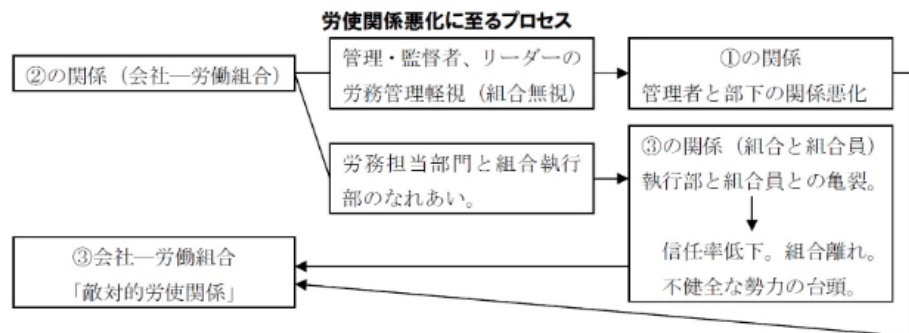 労使関係悪化に至るプロセス
②の関係（会社―労働組合）
管理・監督者、リーダーの
労務管理軽視（組合無視）
①の関係
管理者と部下の関係悪化
労務担当部門と組合執行
部のなれあい。
③の関係（組合と組合員）
執行部と組合員との亀裂。
信任率低下。組合離れ。
不健全な勢力の台頭。
③会社―労働組合
「敵対的労使関係」